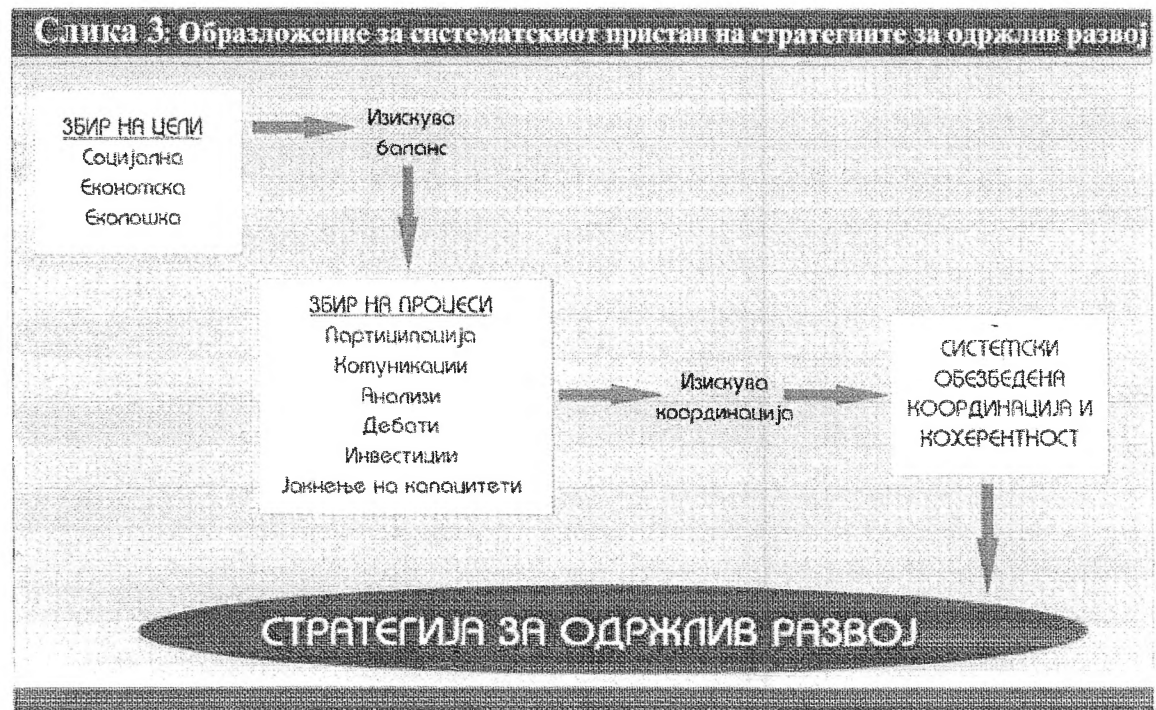 Слика 3: Образложение за систематскиот пристап на стратегиите за одржлив развој
ЗБИР НА ЦЕЛИ
Социјална
Економска
Еколошка
Изискува
баланс
ЗБИР НА ПРОЦЕСИ
Партиципација
Комуникации
Анализи
Дебати
Инвестиции
Јакнење на капацитети
Изискува
координација
СИСТЕМСКИ
ОБЕЗБЕДЕНА
КООРДИНАЦИЈА И
КОХЕРЕНТНОСТ
СТРАТЕГИЈА ЗА ОДРЖЛИВ РАЗВОЈ